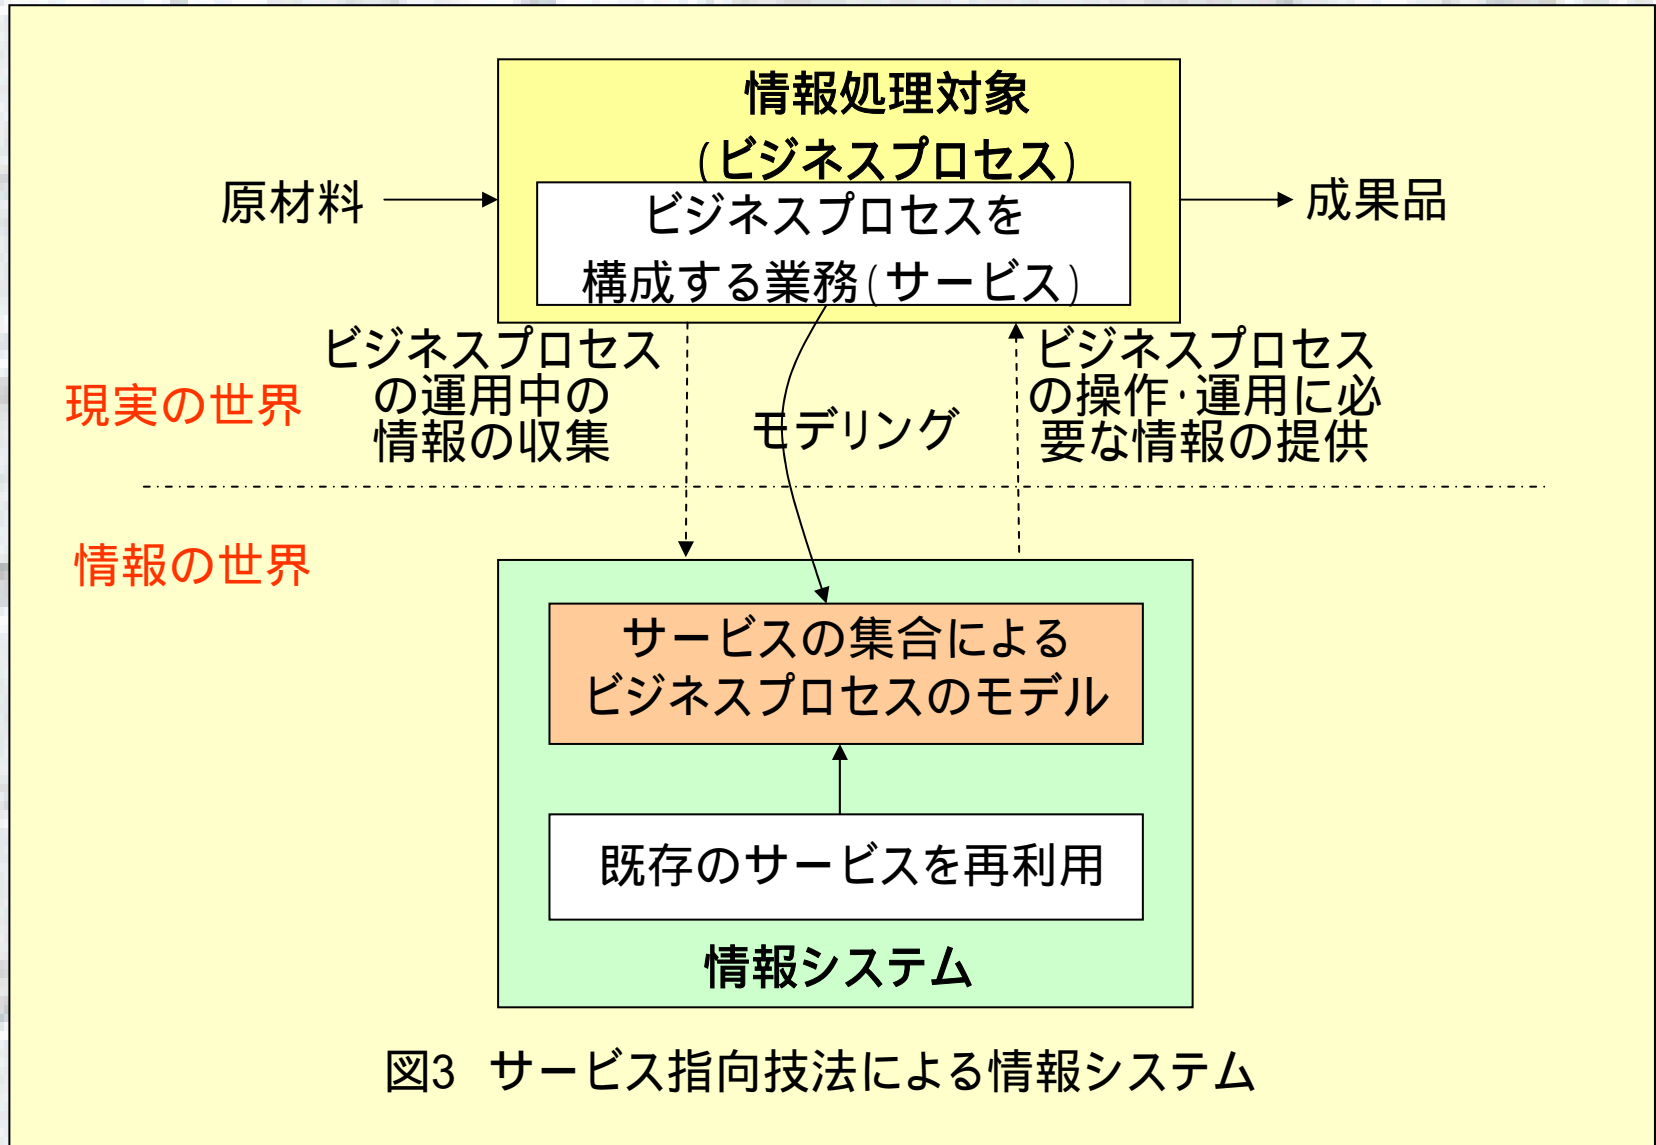 情報処理対象
(ビジネスプロセス)
ビジネスプロセスを
構成する業務(サービス)
原材料
成果品
ビジネスプロセス
の運用中の
情報の収集
モデリング
ビジネスプロセス
の操作・運用に必
要な情報の提供
現実の世界
情報の世界
サービスの集合による
ビジネスプロセスのモデル
既存のサービスを再利用
情報システム
図3 サービス指向技法による情報システム